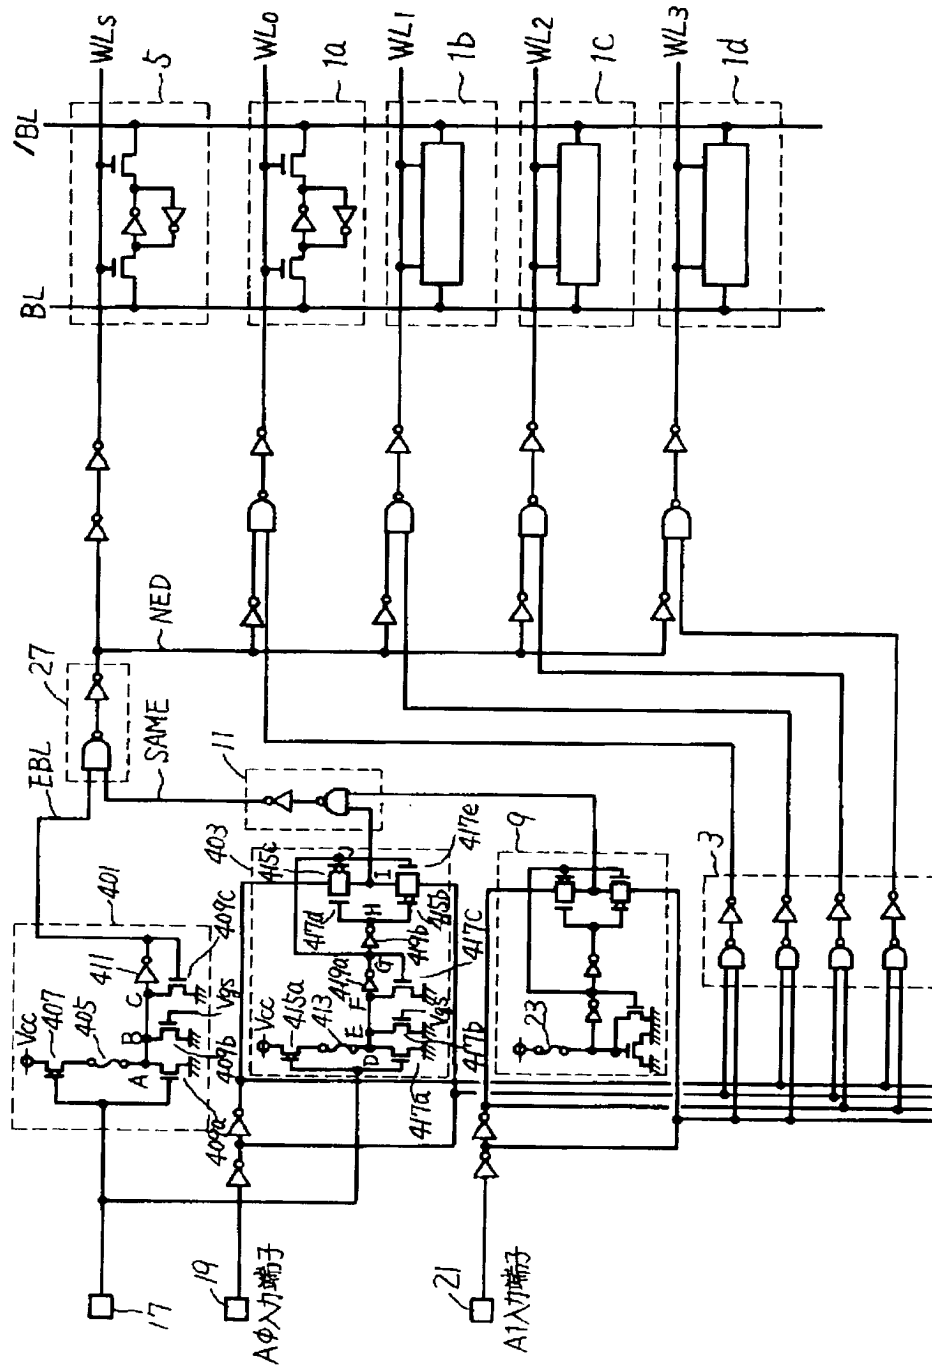 /BL
BL
WLS
5
WL0
1a
WL1
1b
WL2
1c
WL3
1d
27
EBL
SAME
NED
11
401
411
C
409c
Vcc
407
405
B
A
Vgs
409b
409a
403
415c
J
417e
I
417d
H
415b
419b
G
419a
417c
F
Vcc
415a
413
E
D
Vgs
417b
417a
9
23
3
17
19
Aφ入力端子
21
A1入力端子